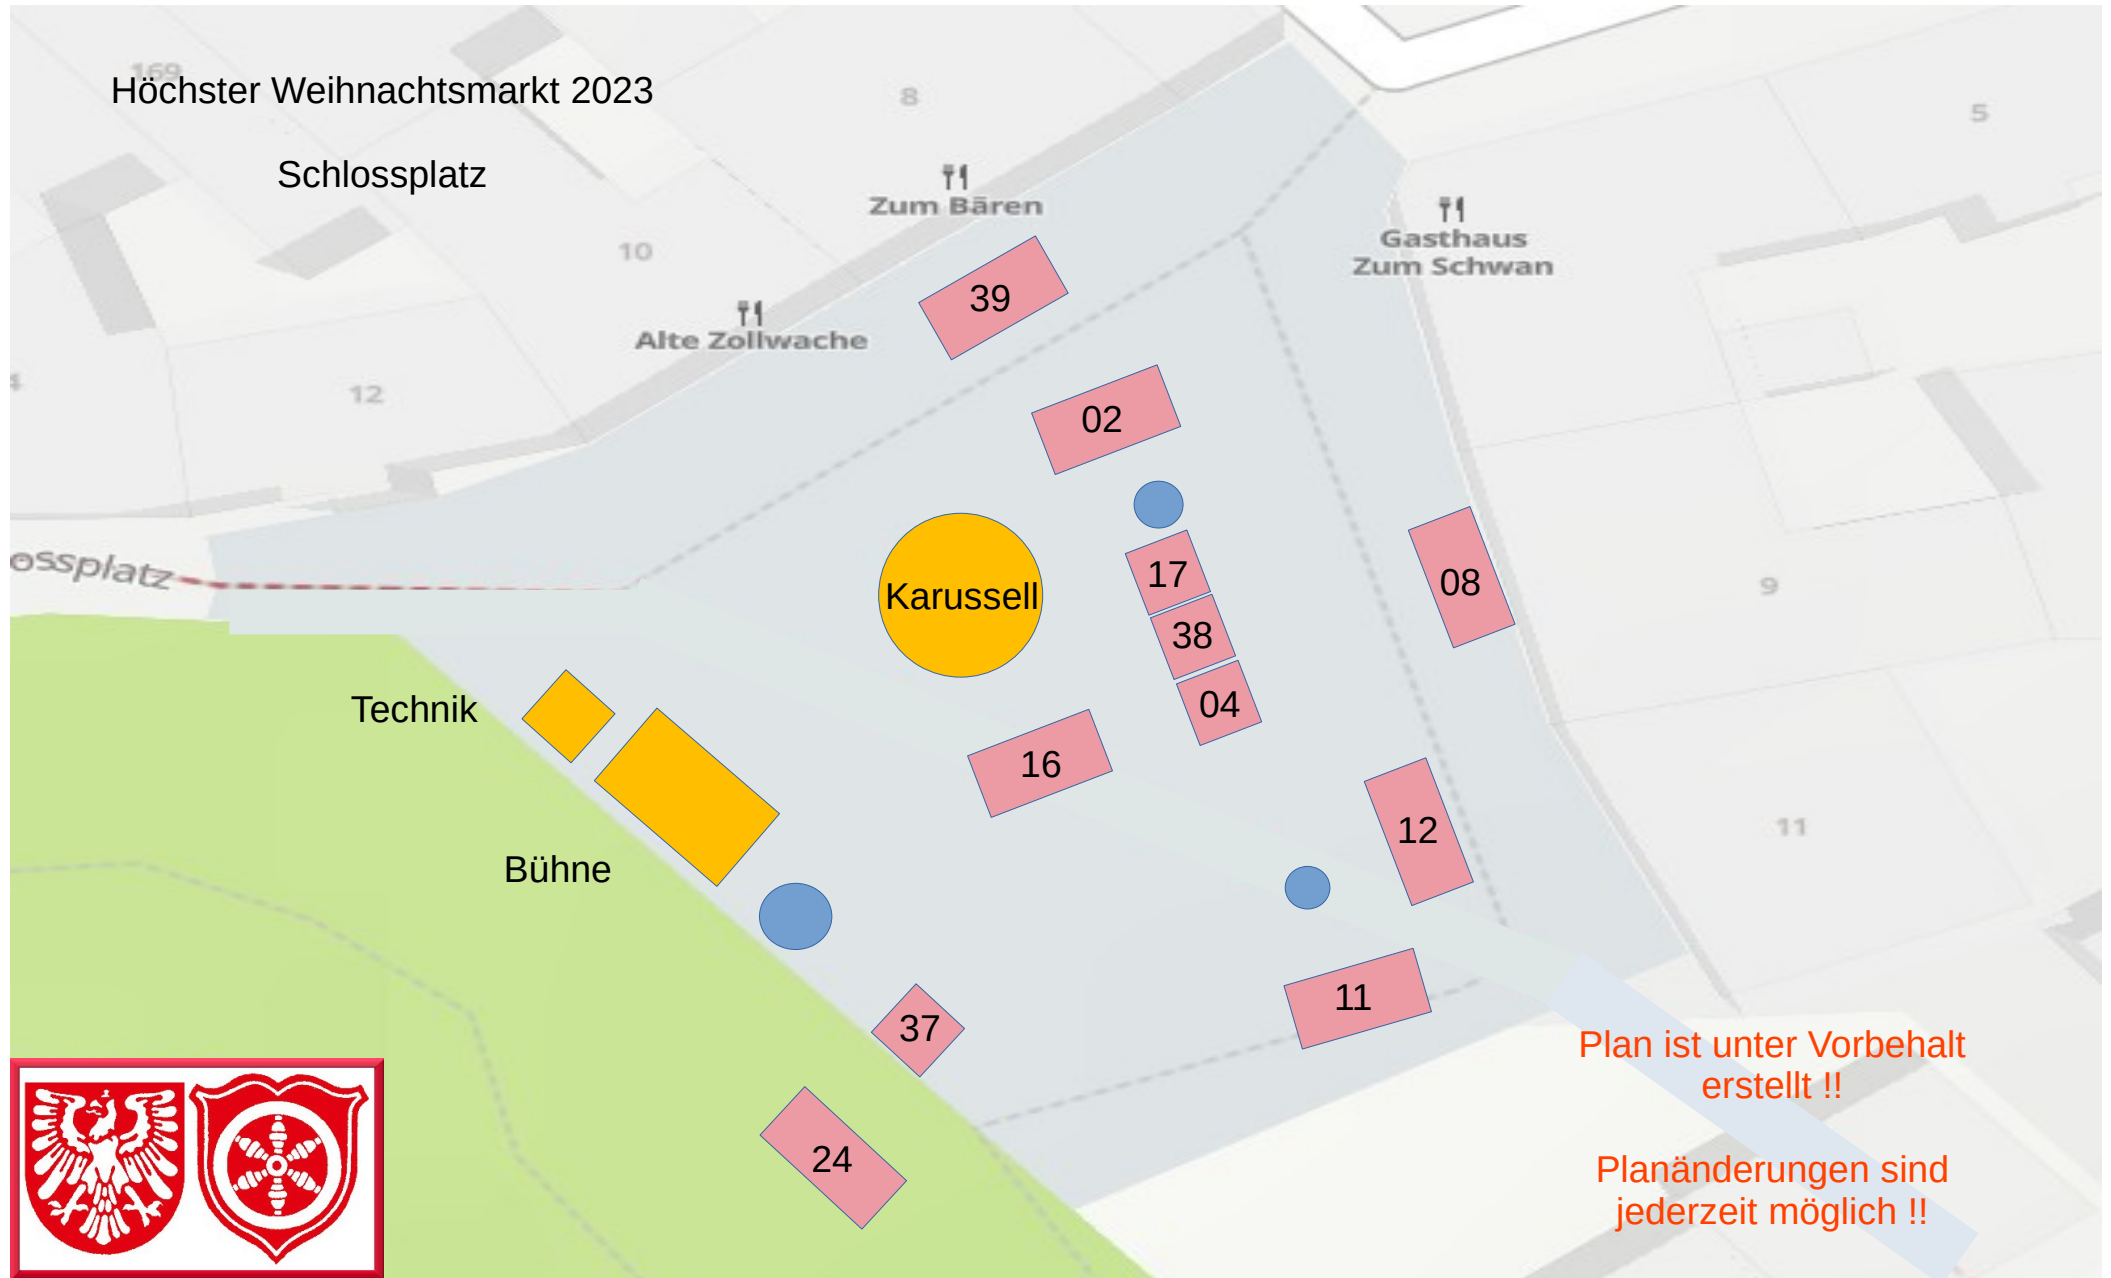 169
Höchster Weihnachtsmarkt 2023
Schlossplatz
8
5
Zum Bären
Gasthaus
Zum Schwan
10
39
Alte Zollwache
4
12
02
ossplatz
Karussell
17
08
9
38
04
Technik
16
12
11
Bühne
11
37
24
Plan ist unter Vorbehalt
erstellt !!
Planänderungen sind
jederzeit möglich !!